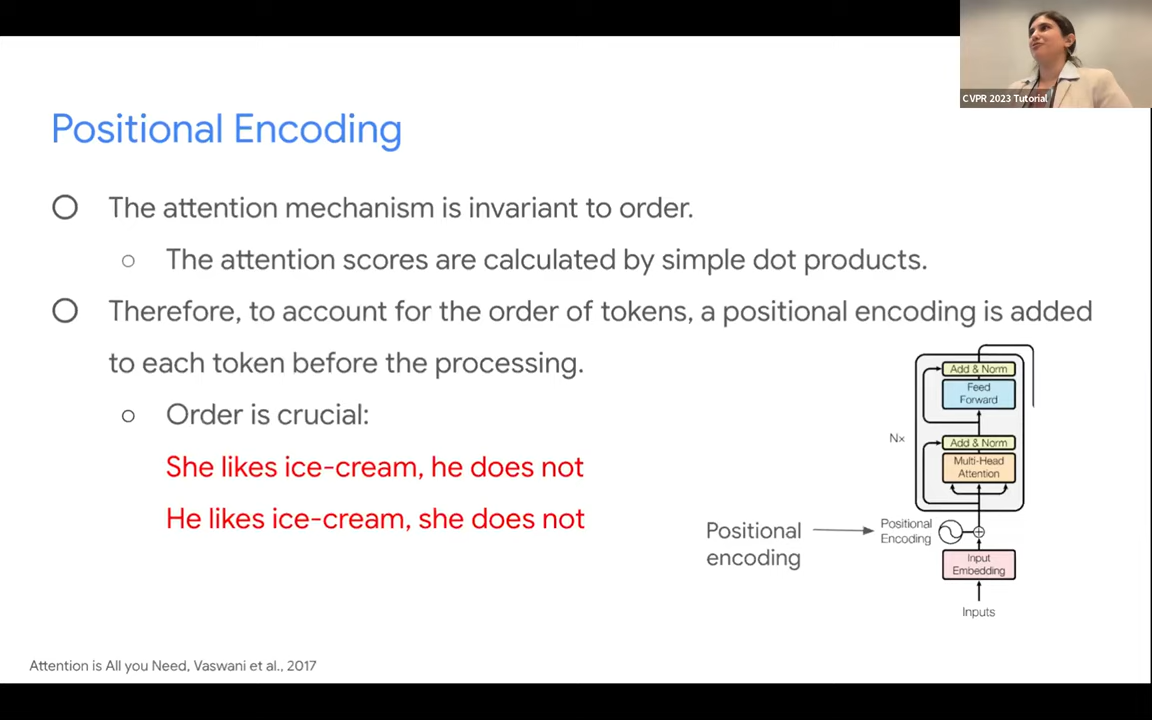 CVPR 2023 Tutorial
Positional Encoding
The attention mechanism is invariant to order.
The attention scores are calculated by simple dot products.
Therefore, to account for the order of tokens, a positional encoding is added
to each token before the processing.
Order is crucial:
She likes ice-cream, he does not
He likes ice-cream, she does not
Add & Norm
Feed
Forward
Nx
Add & Norm
Multi-Head
Attention
Positional
encoding
Positional
Encoding
Input
Embedding
Inputs
Attention is All you Need, Vaswani et al., 2017